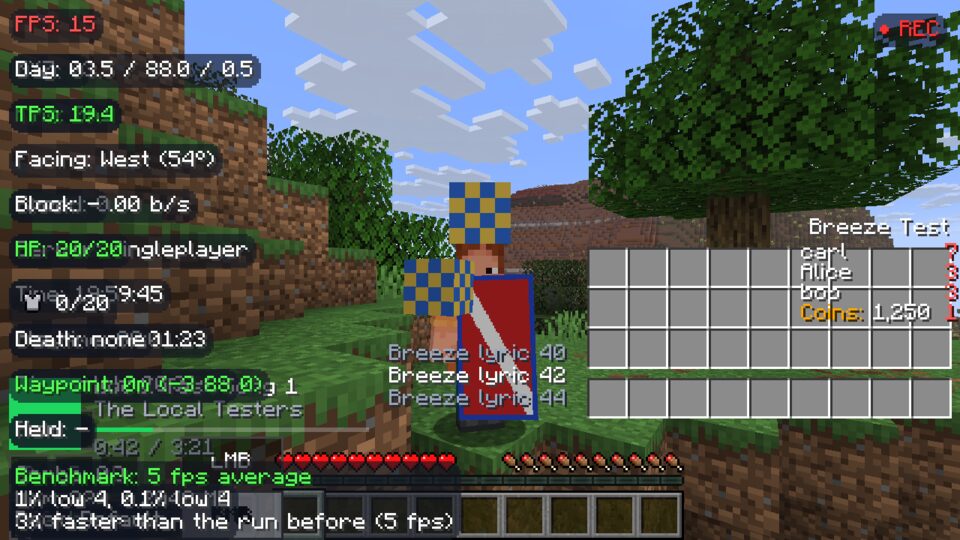 FPS: 15
REC
Day: 0 3.5 / 88.0 / 0.5
TPS: 19.4
Facing: West (54°)
Block: -.00 b/s
Breeze Test
HP: 20/20 ingleplayer
carl
Alice 3
bob
Coins: 1,250 1
0/20 9:45
Death: none 01:23
Breeze lyric 40
Breeze lyric 42
Breeze lyric 44
Waypoint: 0m (-3 88 0) g 1
The Local Testers
Held: -
0:42 / 3:21
LMB
Benchmark: 5 fps average
1% low 4, 0.1% low 4
3% faster than the run before (5 fps)